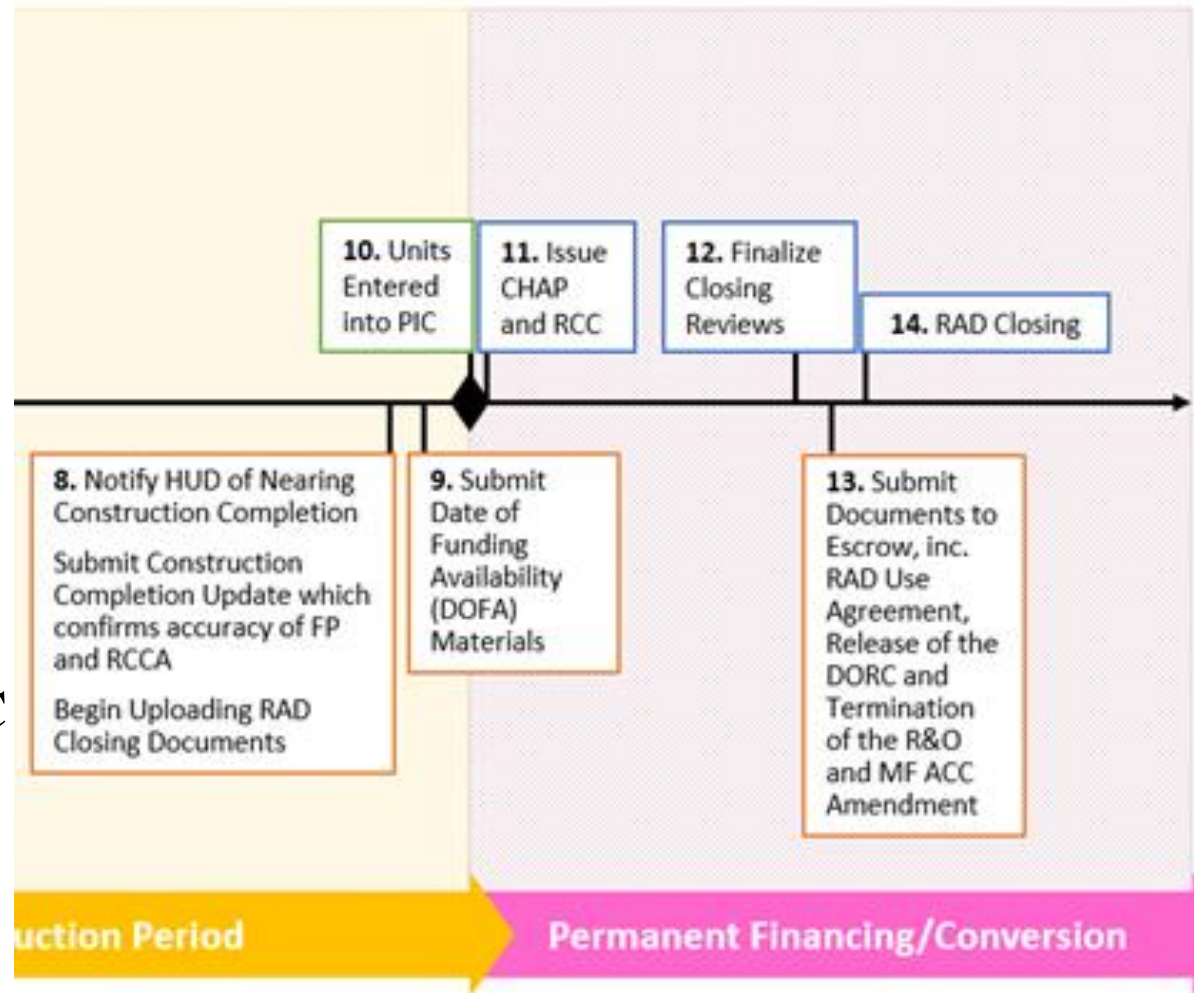 10. Units
Entered
into PIC
11. Issue
CHAP
and RCC
12. Finalize
Closing
Reviews
14. RAD Closing
8. Notify HUD of Nearing
Construction Completion
Submit Construction
Completion Update which
confirms accuracy of FP
and RCCA
Begin Uploading RAD
Closing Documents
9. Submit
Date of
Funding
Availability
(DOFA)
Materials
13. Submit
Documents to
Escrow, inc.
RAD Use
Agreement,
Release of the
DORC and
Termination
of the R&O
and MF ACC
Amendment
uction Period
Permanent Financing/Conversion